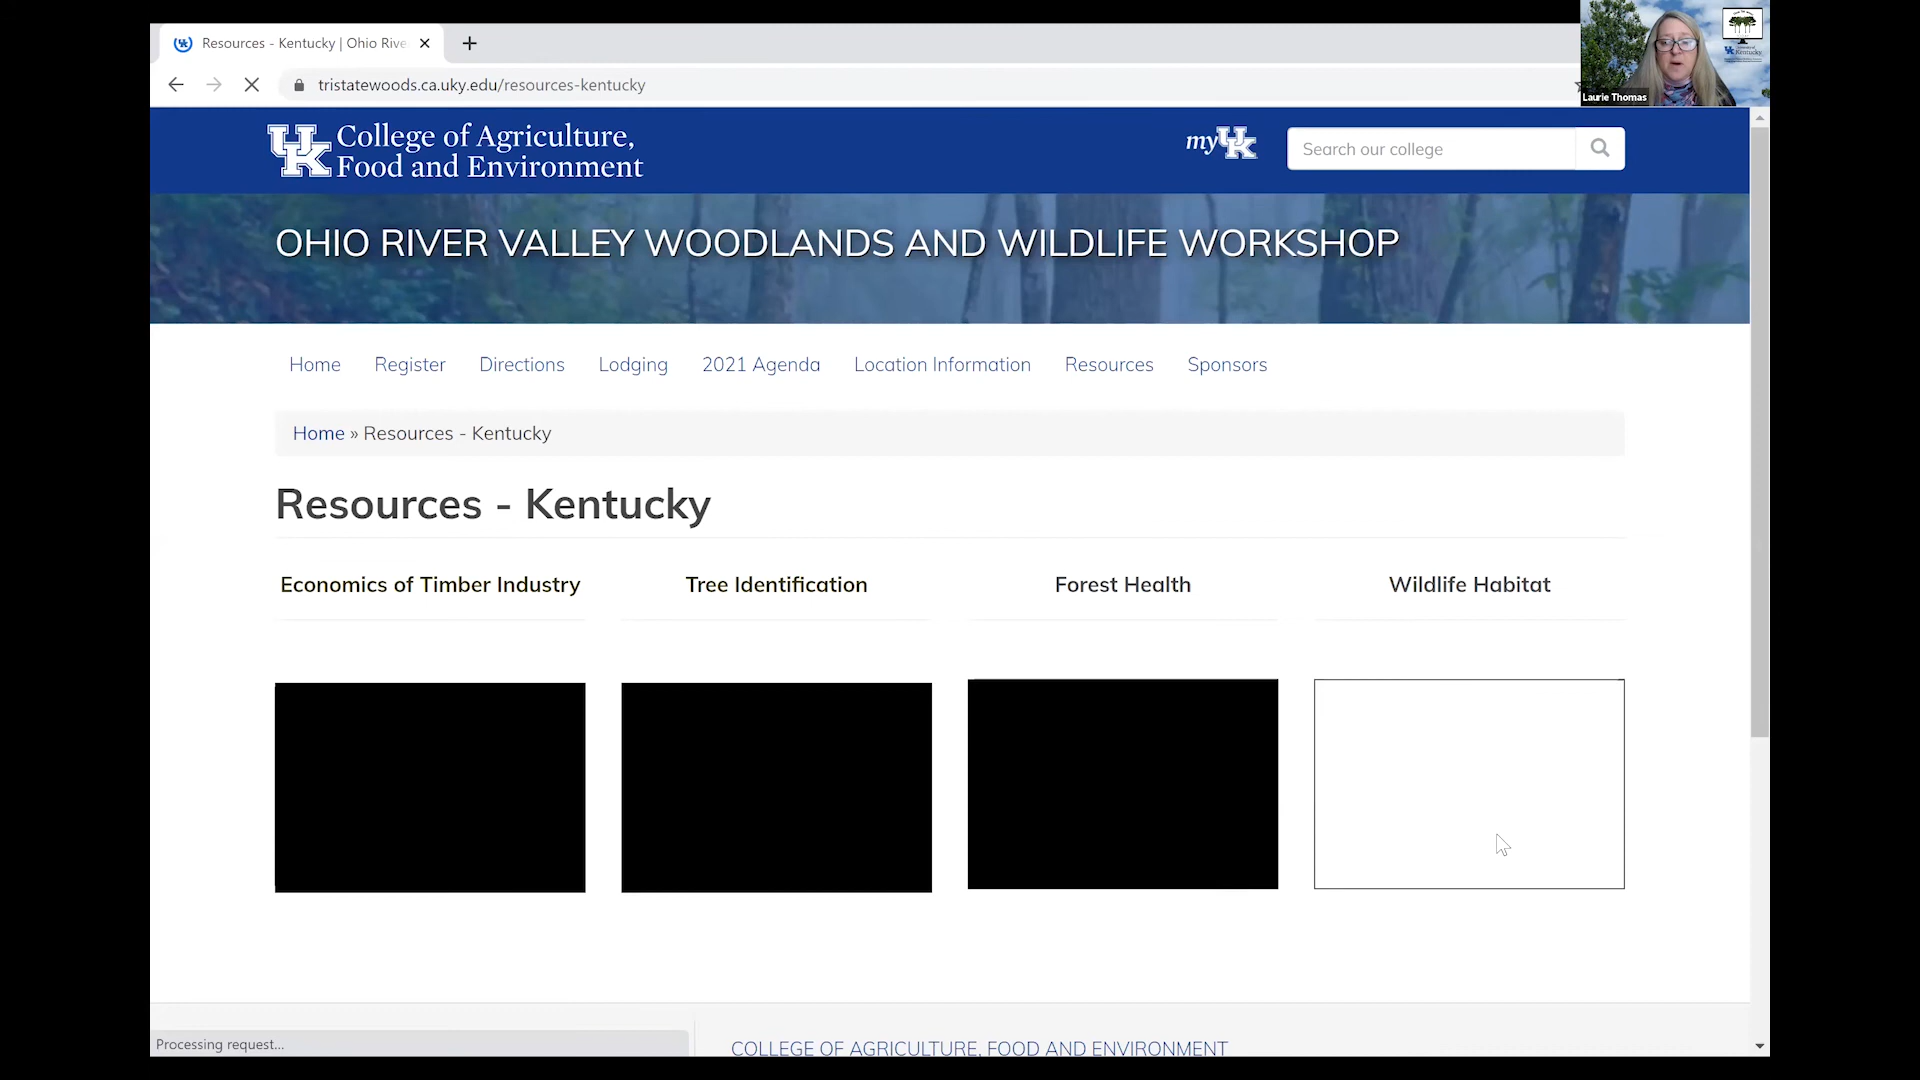 Resources - Kentucky | Ohio Rive
tristatewoods.ca.uky.edu/resources-kentucky
Laurie Thomas
UK College of Agriculture,
Food and Environment
myUK
Search our college
OHIO RIVER VALLEY WOODLANDS AND WILDLIFE WORKSHOP
Home Register Directions Lodging 2021 Agenda Location Information Resources Sponsors
Home » Resources - Kentucky
Resources - Kentucky
Economics of Timber Industry
Tree Identification
Forest Health
Wildlife Habitat
Processing request...
COLLEGE OF AGRICULTURE, FOOD AND ENVIRONMENT